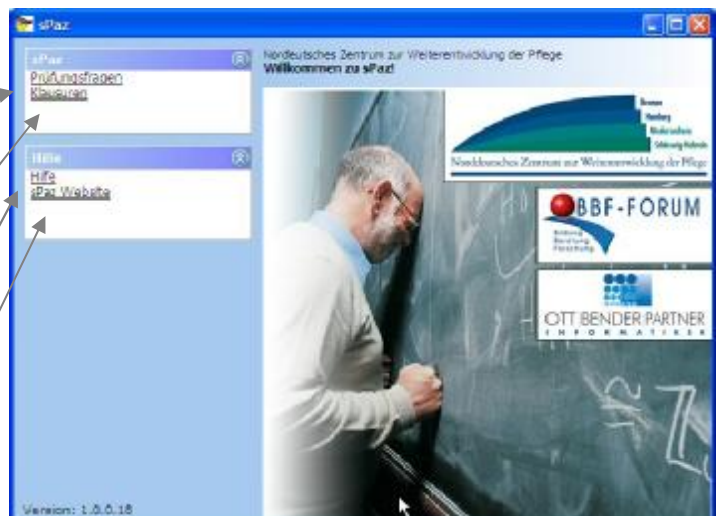 sPaz
sPaz
Prüfungsfragen
Klausuren
Hilfe
Hilfe
sPaz Website
Version: 1.0.0.18
Nordeutsches Zentrum zur Weiterentwicklung der Pflege
Willkommen zu sPaz!
Bremen
Hamburg
Niedersachsen
Schleswig-Holstein
Norddeutsches Zentrum zur Weiterentwicklung der Pflege
BBF-FORUM
Bildung
Beratung
Forschung
OTT BENDER PARTNER
INFORMATIKER